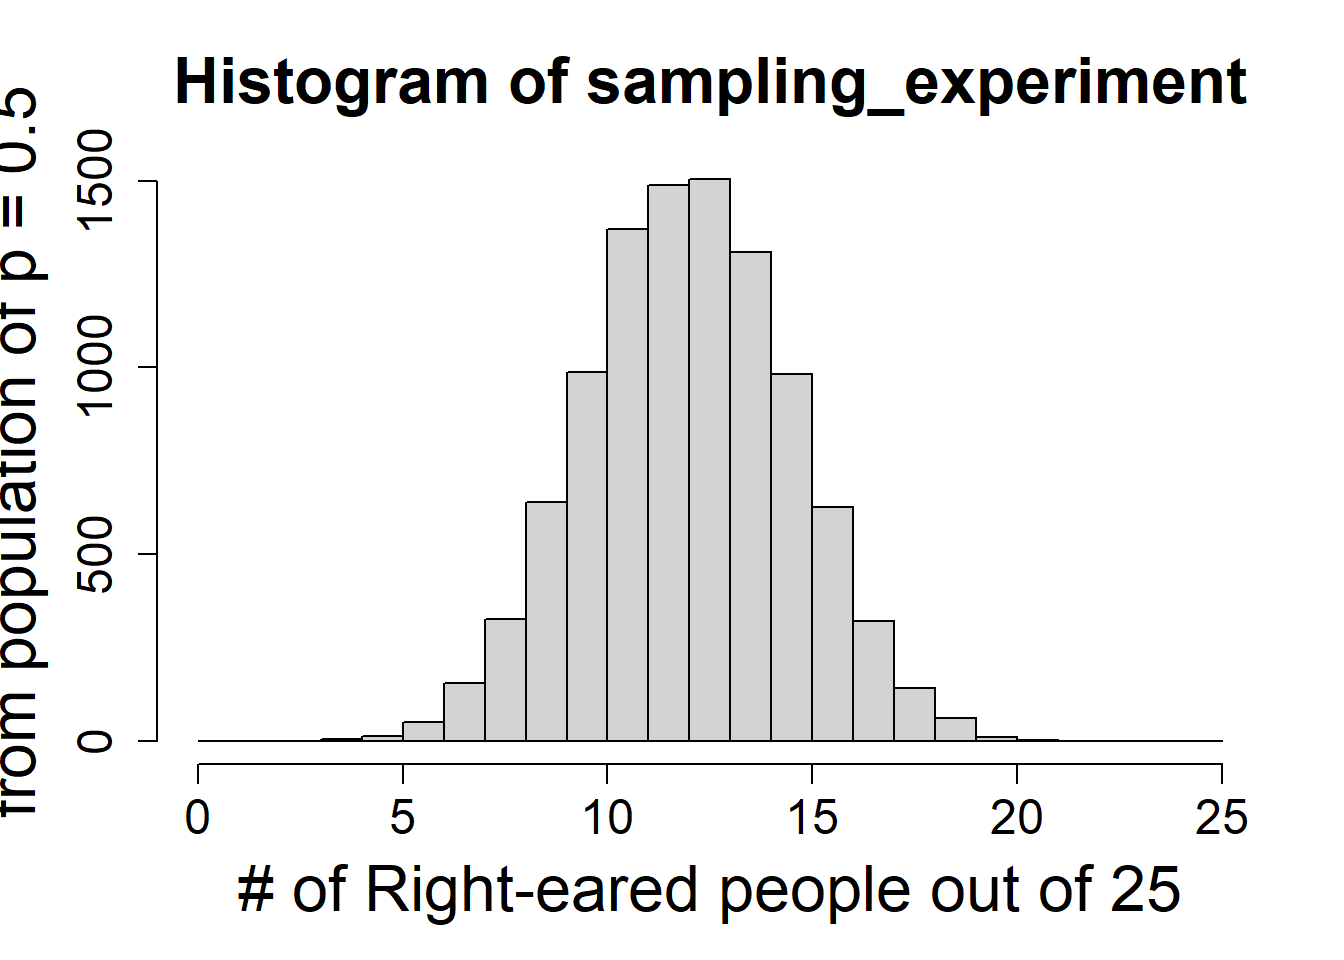 Histogram of sampling_experiment
from population of p = 0.5
1500
1000
500
0
0 5 10 15 20 25
# of Right-eared people out of 25